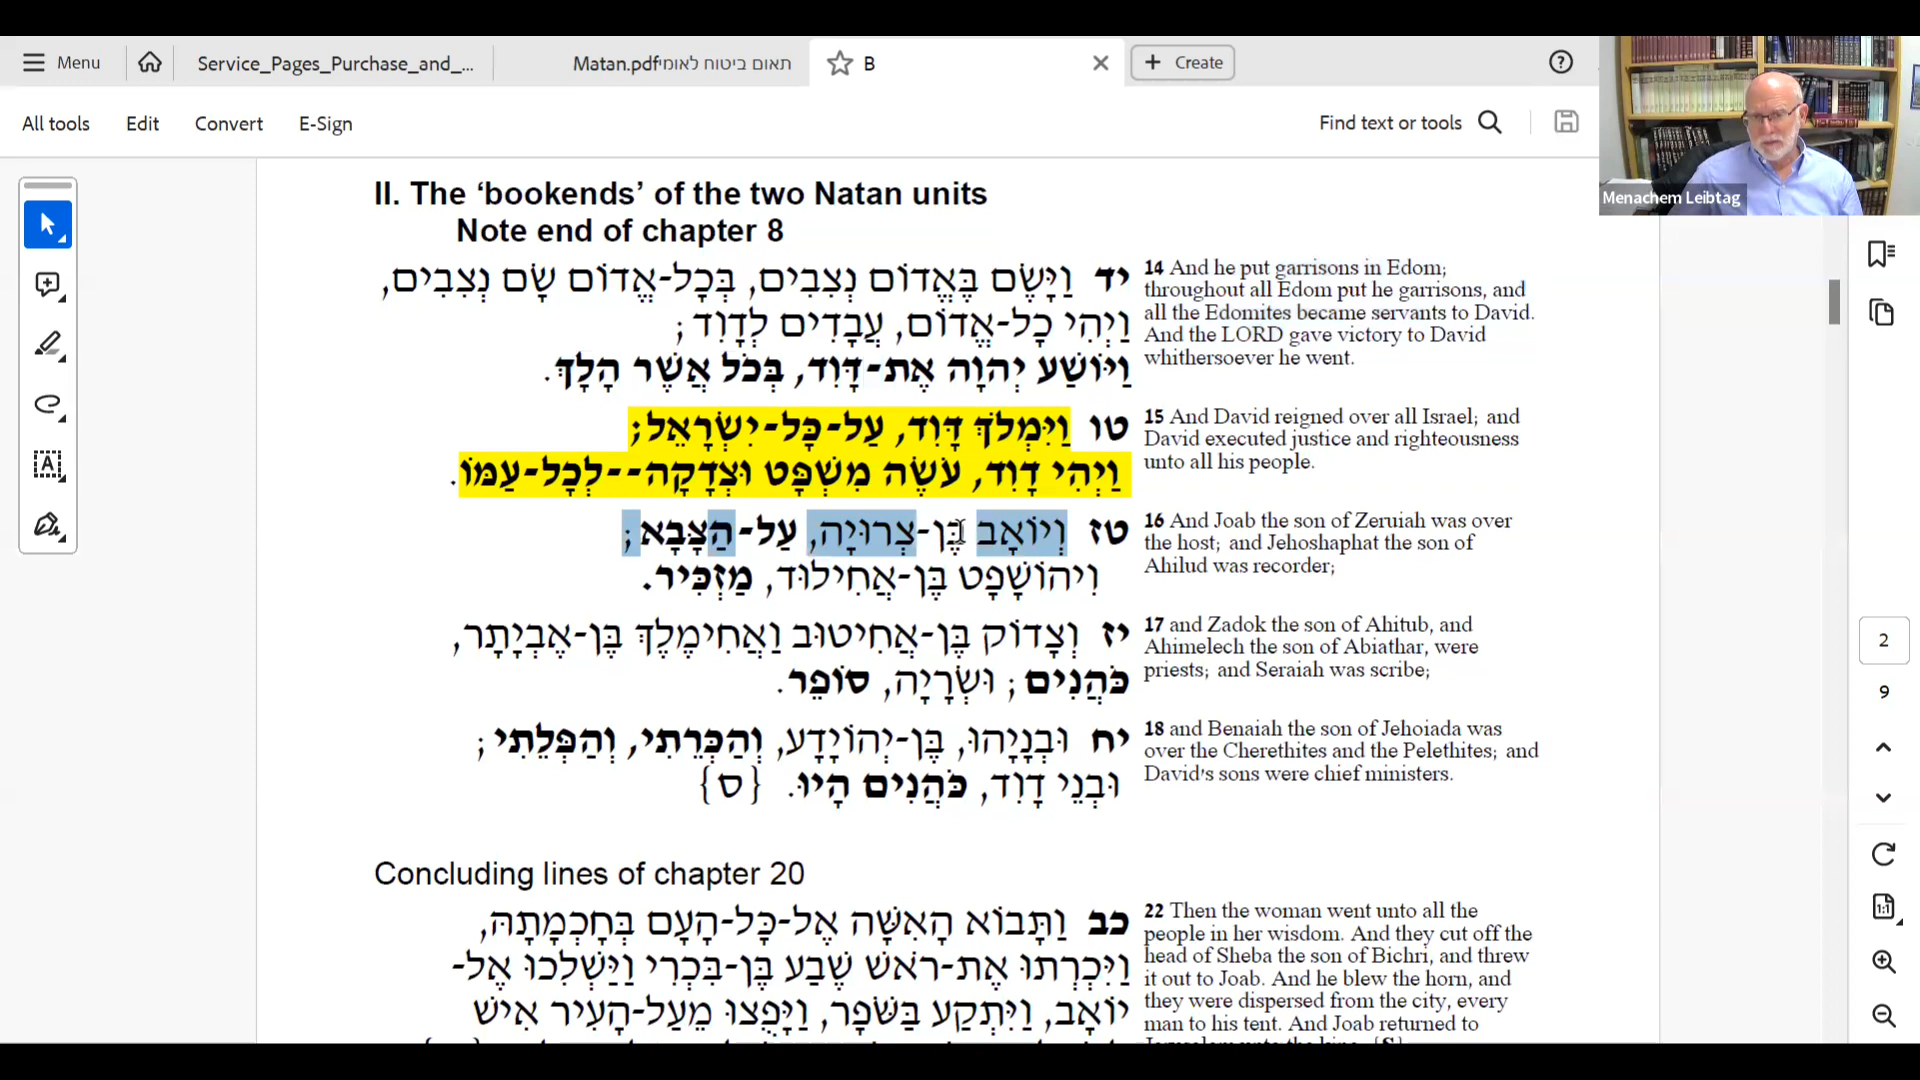 Menu
Service_Pages_Purchase_and_...
תאום ביטוח לאומיMatan.pdf
B
Create
All tools
Edit
Convert
E-Sign
Find text or tools
Menachem Leibtag
II. The ‘bookends’ of the two Natan units
Note end of chapter 8
יד וַיָּשֶׂם בֶּאֱדוֹם נְצִבִים, בְּכָל-אֱדוֹם שָׂם נְצִבִים,
וַיְהִי כָל-אֱדוֹם, עֲבָדִים לְדָוִד;
וַיּוֹשַׁע יְהוָה אֶת-דָּוִד, בְּכֹל אֲשֶׁר הָלָךְ.
14 And he put garrisons in Edom;
throughout all Edom put he garrisons, and
all the Edomites became servants to David.
And the LORD gave victory to David
whithersoever he went.
טו וַיִּמְלֹךְ דָּוִד, עַל-כָּל-יִשְׂרָאֵל;
וַיְהִי דָוִד, עֹשֶׂה מִשְׁפָּט וּצְדָקָה--לְכָל-עַמּוֹ.
15 And David reigned over all Israel; and
David executed justice and righteousness
unto all his people.
טז וְיוֹאָב בֶּן-צְרוּיָה, עַל-הַצָּבָא;
וִיהוֹשָׁפָט בֶּן-אֲחִילוּד, מַזְכִּיר.
16 And Joab the son of Zeruiah was over
the host; and Jehoshaphat the son of
Ahilud was recorder;
יז וְצָדוֹק בֶּן-אֲחִיטוּב וַאֲחִימֶלֶךְ בֶּן-אֶבְיָתָר,
כֹּהֲנִים; וּשְׂרָיָה, סוֹפֵר.
17 and Zadok the son of Ahitub, and
Ahimelech the son of Abiathar, were
priests; and Seraiah was scribe;
יח וּבְנָיָהוּ, בֶּן-יְהוֹיָדָע, וְהַכְּרֵתִי, וְהַפְּלֵתִי;
וּבְנֵי דָוִד, כֹּהֲנִים הָיוּ. {ס}
18 and Benaiah the son of Jehoiada was
over the Cherethites and the Pelethites; and
David's sons were chief ministers.
Concluding lines of chapter 20
כב וַתָּבוֹא הָאִשָּׁה אֶל-כָּל-הָעָם בְּחָכְמָתָהּ,
וַיִּכְרְתוּ אֶת-רֹאשׁ שֶׁבַע בֶּן-בִּכְרִי וַיַּשְׁלִכוּ אֶל-
יוֹאָב, וַיִּתְקַע בַּשֹּׁפָר, וַיָּפֻצוּ מֵעַל-הָעִיר אִישׁ
22 Then the woman went unto all the
people in her wisdom. And they cut off the
head of Sheba the son of Bichri, and threw
it out to Joab. And he blew the horn, and
they were dispersed from the city, every
man to his tent. And Joab returned to
2
9
1:1